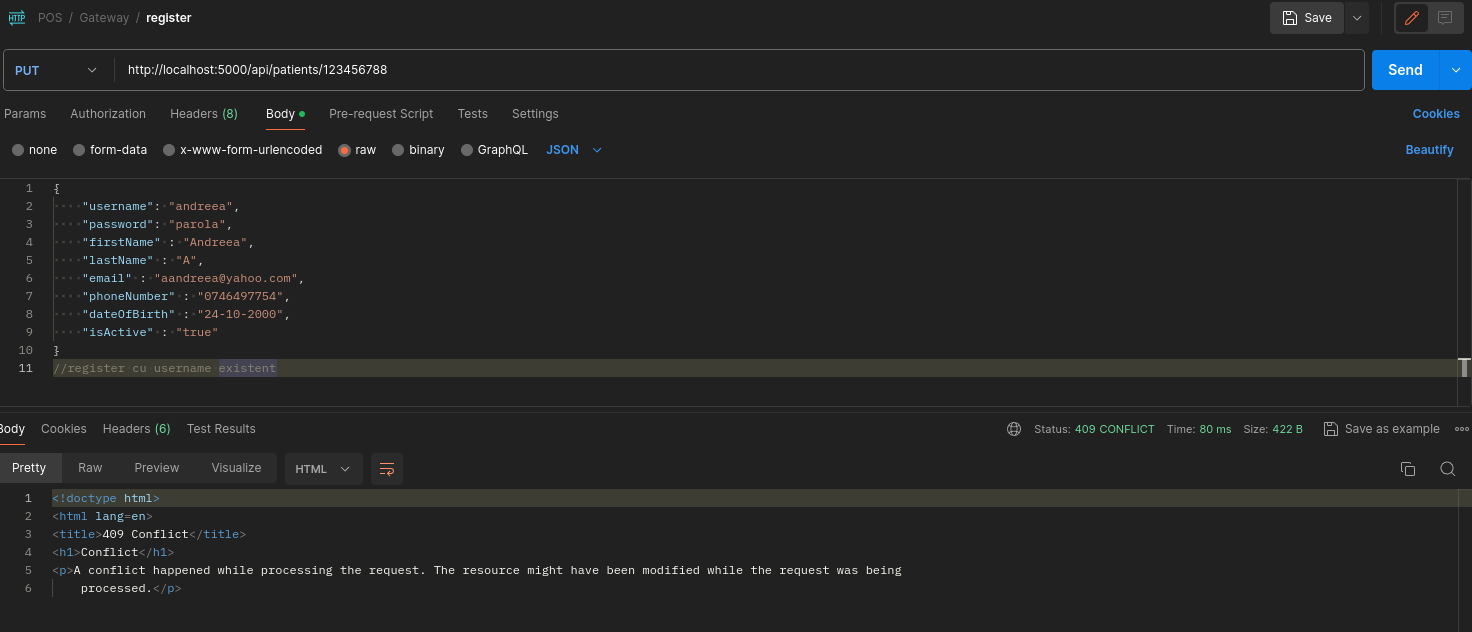 HTTP POS / Gateway / register Save
PUT http://localhost:5000/api/patients/123456788 Send
Params Authorization Headers (8) Body Pre-request Script Tests Settings Cookies
none form-data x-www-form-urlencoded raw binary GraphQL JSON Beautify
1 {
2 "username": "andreea",
3 "password": "parola",
4 "firstName" : "Andreea",
5 "lastName" : "A",
6 "email" : "aandreea@yahoo.com",
7 "phoneNumber" : "0746497754",
8 "dateOfBirth" : "24-10-2000",
9 "isActive" : "true"
10 }
11 //register cu username existent
Body Cookies Headers (6) Test Results Status: 409 CONFLICT Time: 80 ms Size: 422 B Save as example
Pretty Raw Preview Visualize HTML
1 <!doctype html>
2 <html lang=en>
3 <title>409 Conflict</title>
4 <h1>Conflict</h1>
5 <p>A conflict happened while processing the request. The resource might have been modified while the request was being
6 processed.</p>